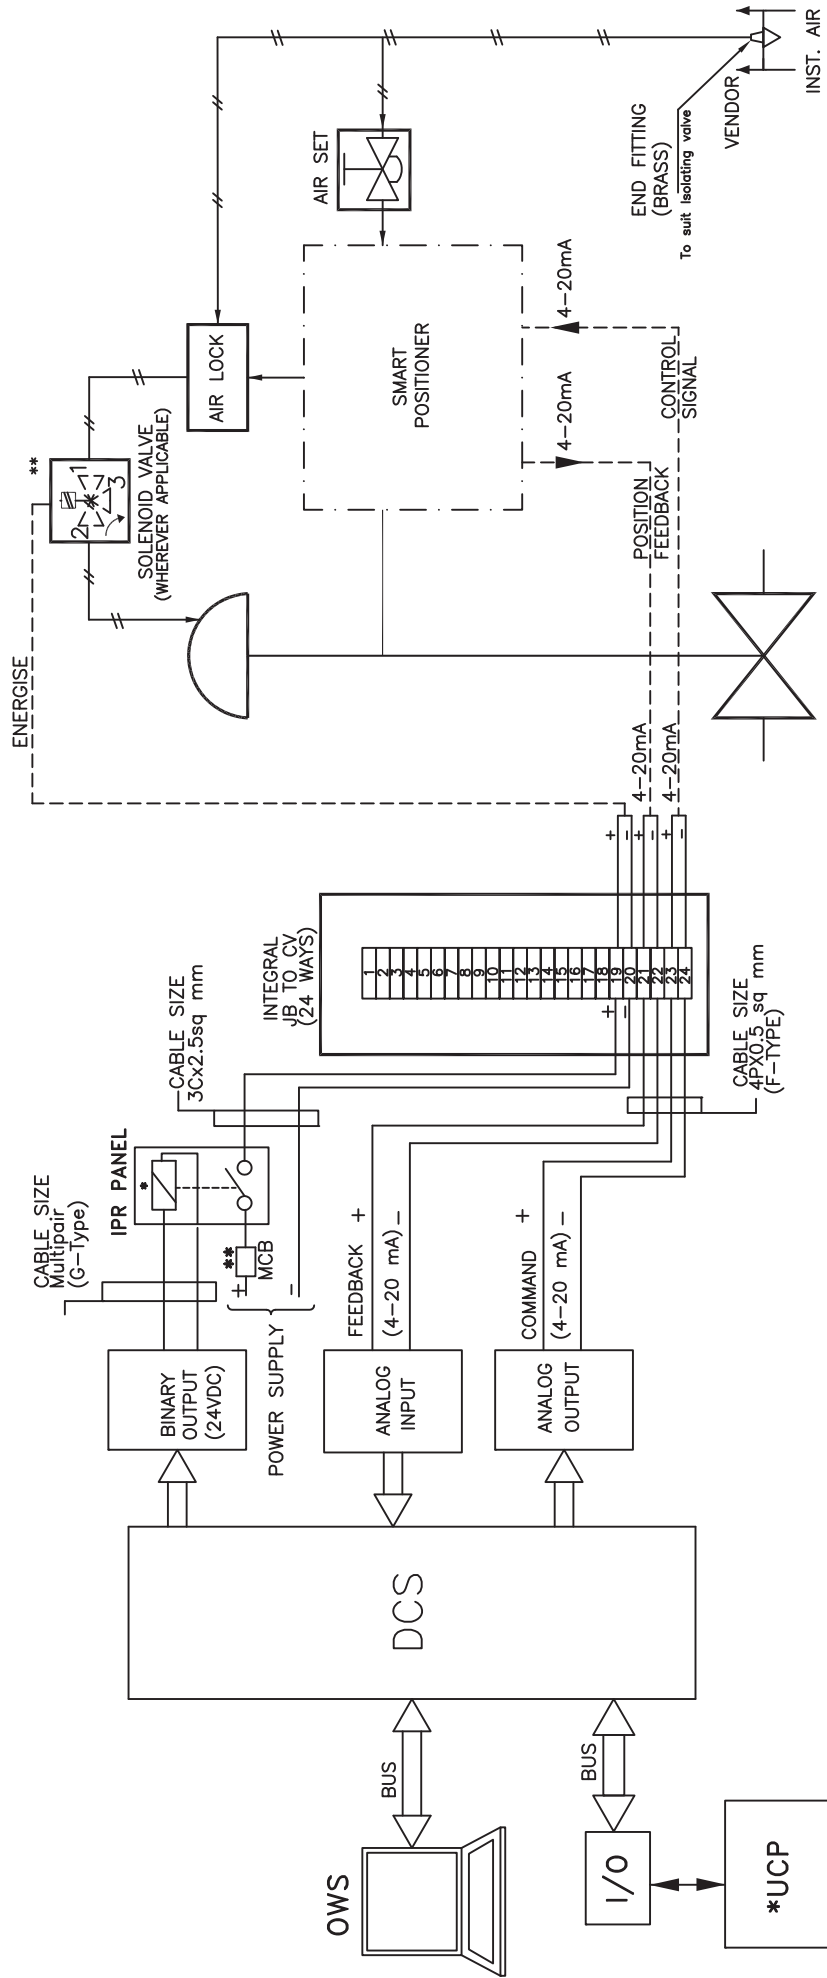 OWS
BUS
I/O
BUS
*UCP
DCS
BINARY
OUTPUT
(24VDC)
ANALOG
INPUT
ANALOG
OUTPUT
CABLE SIZE
Multipair
(G-Type)
IPR PANEL
*
**
MCB
+
-
POWER SUPPLY
FEEDBACK +
(4-20 mA) -
COMMAND +
(4-20 mA) -
CABLE SIZE
3Cx2.5sq mm
INTEGRAL
JB TO CV
(24 WAYS)
1
2
3
4
5
6
7
8
9
10
11
12
13
14
15
16
17
18
19
20
21
22
23
24
+
-
+
-
+
-
+
-
CABLE SIZE
4PX0.5 sq mm
(F-TYPE)
ENERGISE
4-20mA
4-20mA
**
1
2
3
SOLENOID VALVE
(WHEREVER APPLICABLE)
AIR LOCK
AIR SET
SMART
POSITIONER
4-20mA
4-20mA
POSITION
FEEDBACK
CONTROL
SIGNAL
END FITTING
(BRASS)
To suit Isolating valve
VENDOR
INST. AIR